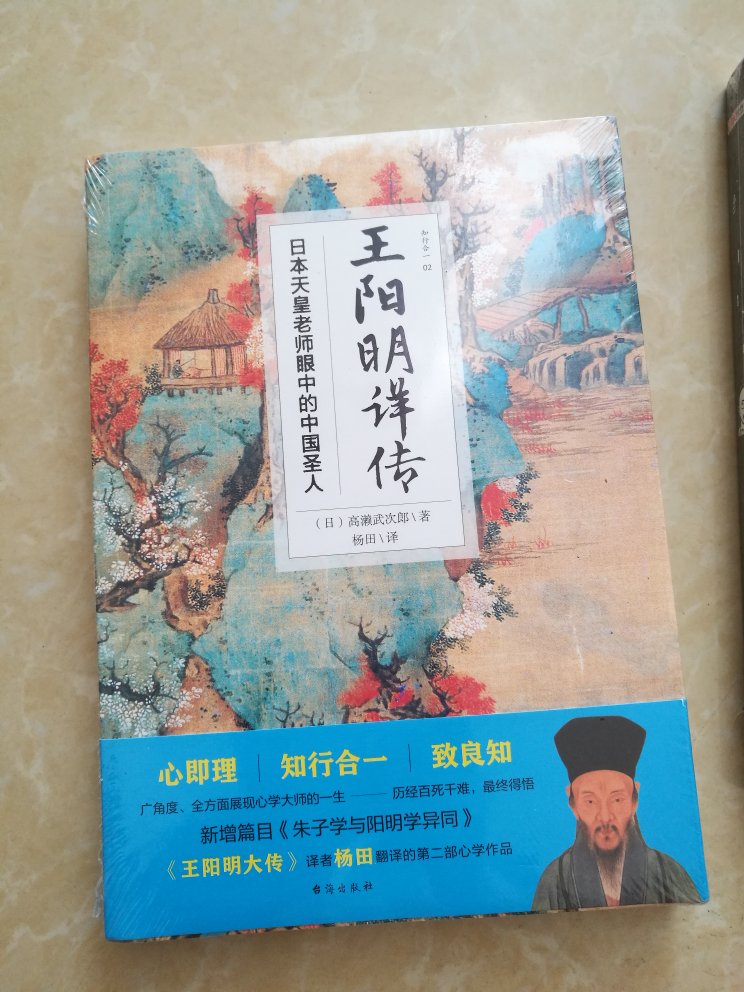 知行合一 02
王阳明详传
日本天皇老师眼中的中国圣人
（日）高濑武次郎\著
杨田\译
心即理｜知行合一｜致良知
广角度、全方面展现心学大师的一生——历经百死千难，最终得悟
新增篇目《朱子学与阳明学异同》
《王阳明大传》译者杨田翻译的第二部心学作品
台海出版社